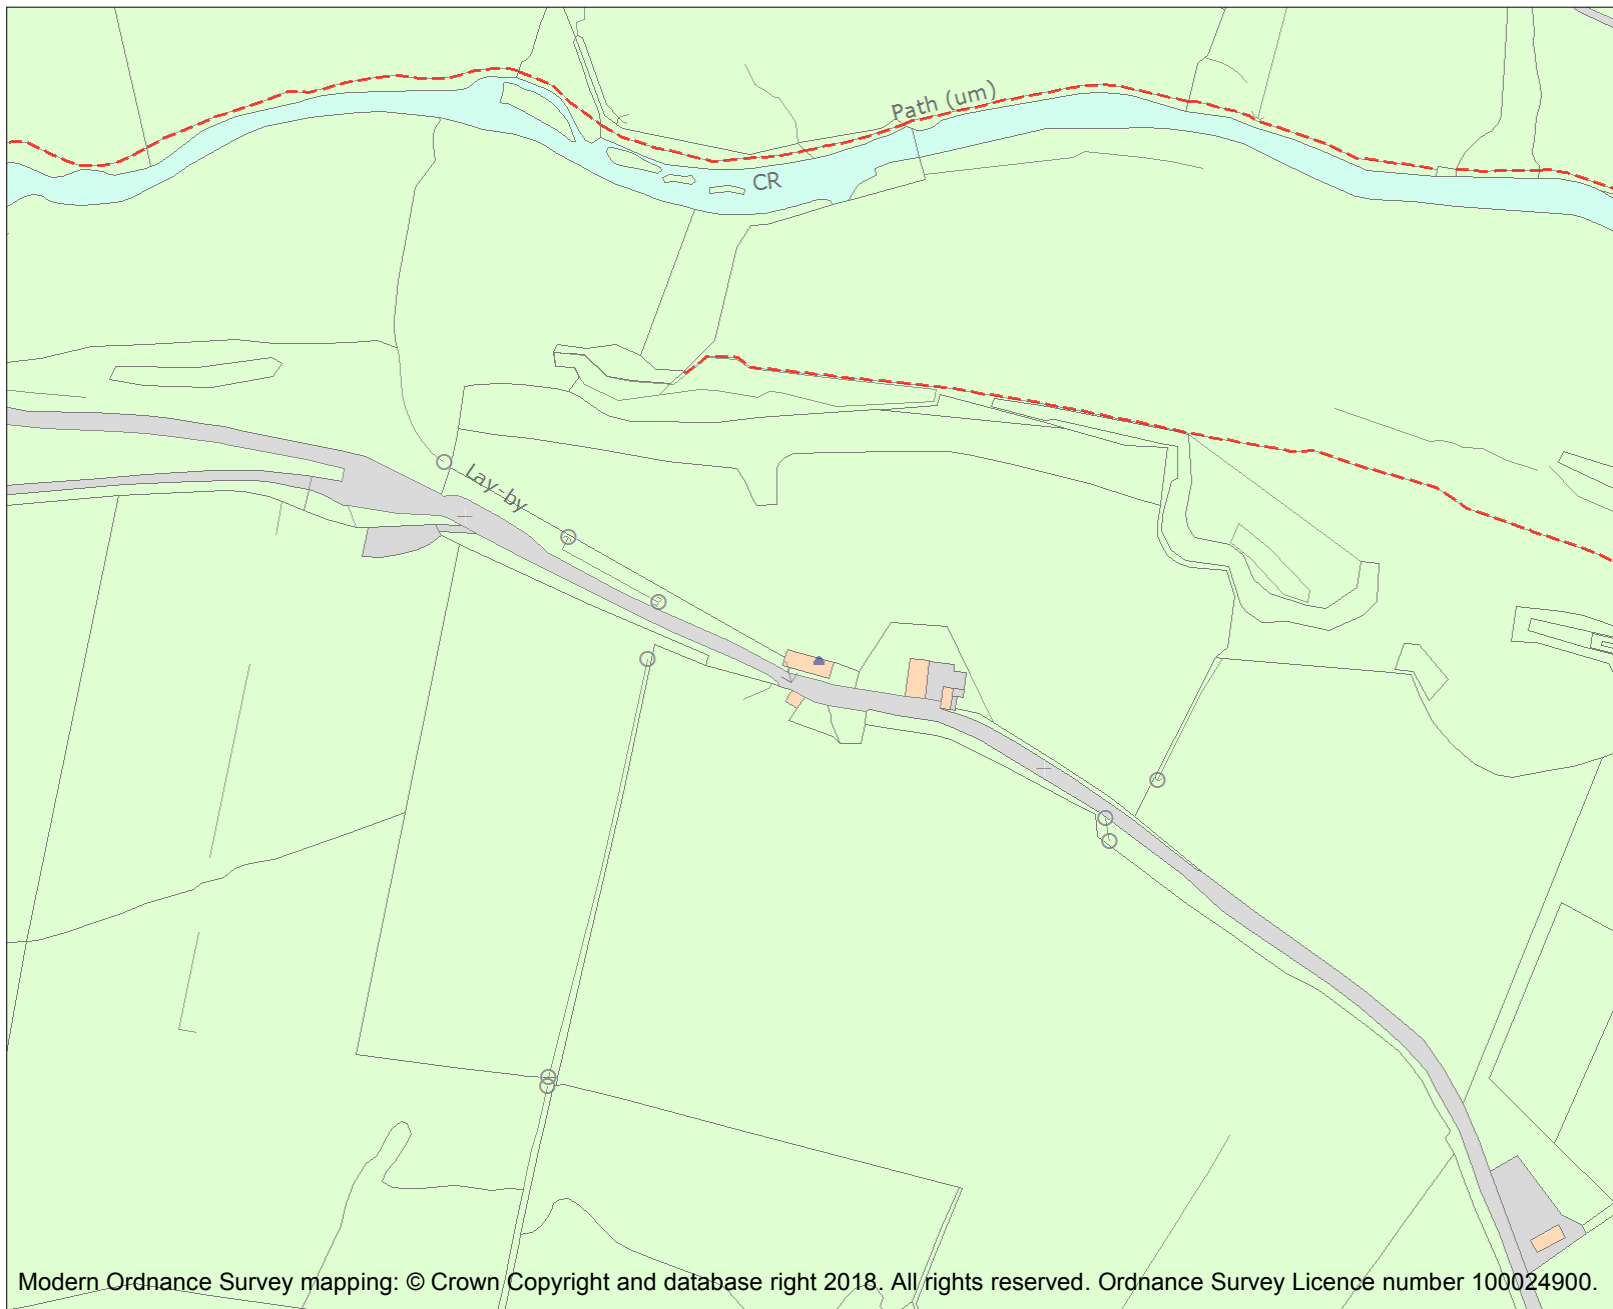 Path (um)
CR
Lay-by
Modern Ordnance Survey mapping: © Crown Copyright and database right 2018. All rights reserved. Ordnance Survey Licence number 100024900.